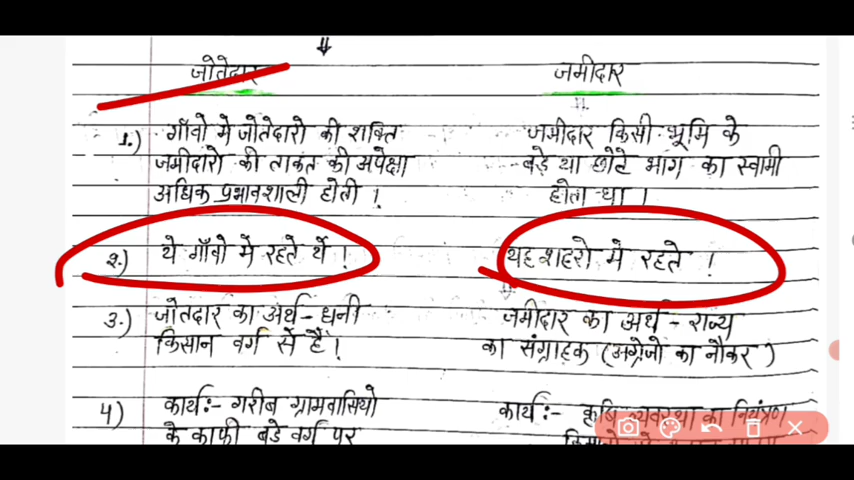 जोतेदार जमीदार
1.) गाँवो मे जोतेदारो की शक्ति
जमीदारो की ताकत की अपेक्षा
अधिक प्रभावशाली होती ।
जमीदार किसी भूमि के
बड़े या छोटे भाग का स्वामी
होता था ।
2.) ये गाँवो में रहते थें !
यह शहरो मे रहते !
3.) जोतदार का अर्थ - धनी
किसान वर्ग सें हैं !
जमीदार का अर्थ - राज्य
का संग्राहक (अग्रेजो का नौकर )
4) कार्य:- गरीब ग्रामवासियो
के काफी बडे वर्ग पर
कार्य:- कृषि व्यवस्था का नियंत्रण